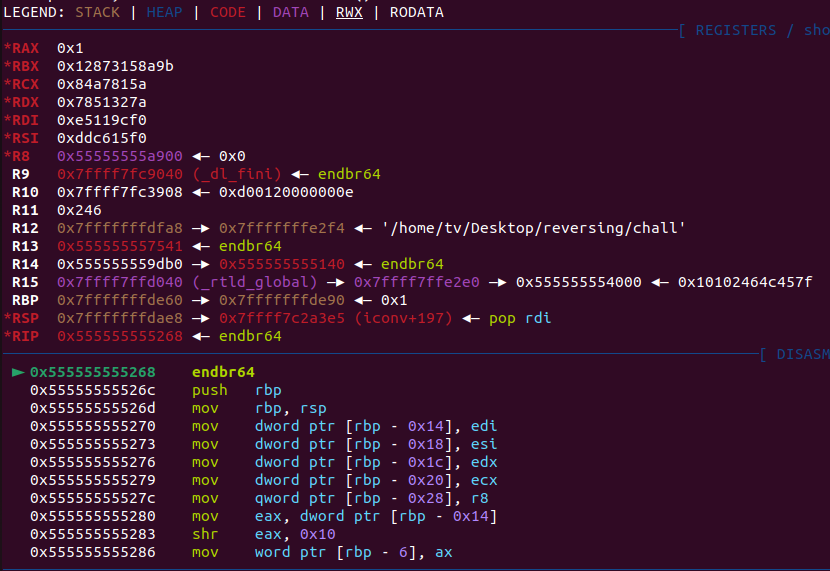 LEGEND: STACK | HEAP | CODE | DATA | RWX | RODATA
[ REGISTERS / sho
*RAX 0x1
*RBX 0x12873158a9b
*RCX 0x84a7815a
*RDX 0x7851327a
*RDI 0xe5119cf0
*RSI 0xddc615f0
*R8 0x55555555a900 ◂— 0x0
R9 0x7ffff7fc9040 (_dl_fini) ◂— endbr64
R10 0x7ffff7fc3908 ◂— 0xd00120000000e
R11 0x246
R12 0x7fffffffdfa8 —▸ 0x7fffffffe2f4 ◂— '/home/tv/Desktop/reversing/chall'
R13 0x555555557541 ◂— endbr64
R14 0x555555559db0 —▸ 0x555555555140 ◂— endbr64
R15 0x7ffff7ffd040 (_rtld_global) —▸ 0x7ffff7ffe2e0 —▸ 0x555555554000 ◂— 0x10102464c457f
RBP 0x7fffffffde60 —▸ 0x7fffffffde90 ◂— 0x1
*RSP 0x7fffffffdae8 —▸ 0x7ffff7c2a3e5 (iconv+197) ◂— pop rdi
*RIP 0x555555555268 ◂— endbr64
[ DISASM
► 0x555555555268 endbr64
0x55555555526c push rbp
0x55555555526d mov rbp, rsp
0x555555555270 mov dword ptr [rbp - 0x14], edi
0x555555555273 mov dword ptr [rbp - 0x18], esi
0x555555555276 mov dword ptr [rbp - 0x1c], edx
0x555555555279 mov dword ptr [rbp - 0x20], ecx
0x55555555527c mov qword ptr [rbp - 0x28], r8
0x555555555280 mov eax, dword ptr [rbp - 0x14]
0x555555555283 shr eax, 0x10
0x555555555286 mov word ptr [rbp - 6], ax